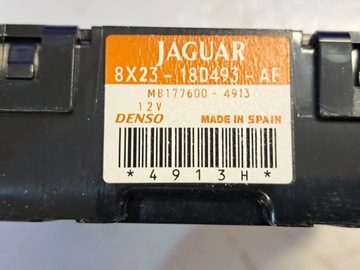 JAGUAR
8X23 - 18D493 - AF
MB177600 - 4913
12V
DENSO MADE IN SPAIN
*4913H*